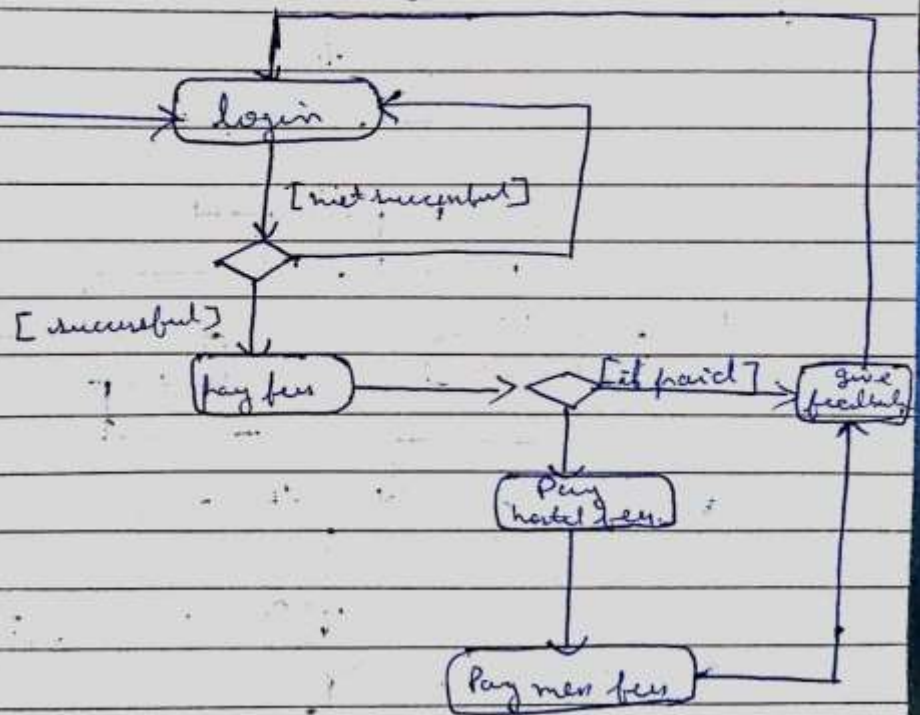 login
[not successful]
[successful]
pay fees
[if paid]
give
feedback
Pay
hostel fees.
Pay mess fees